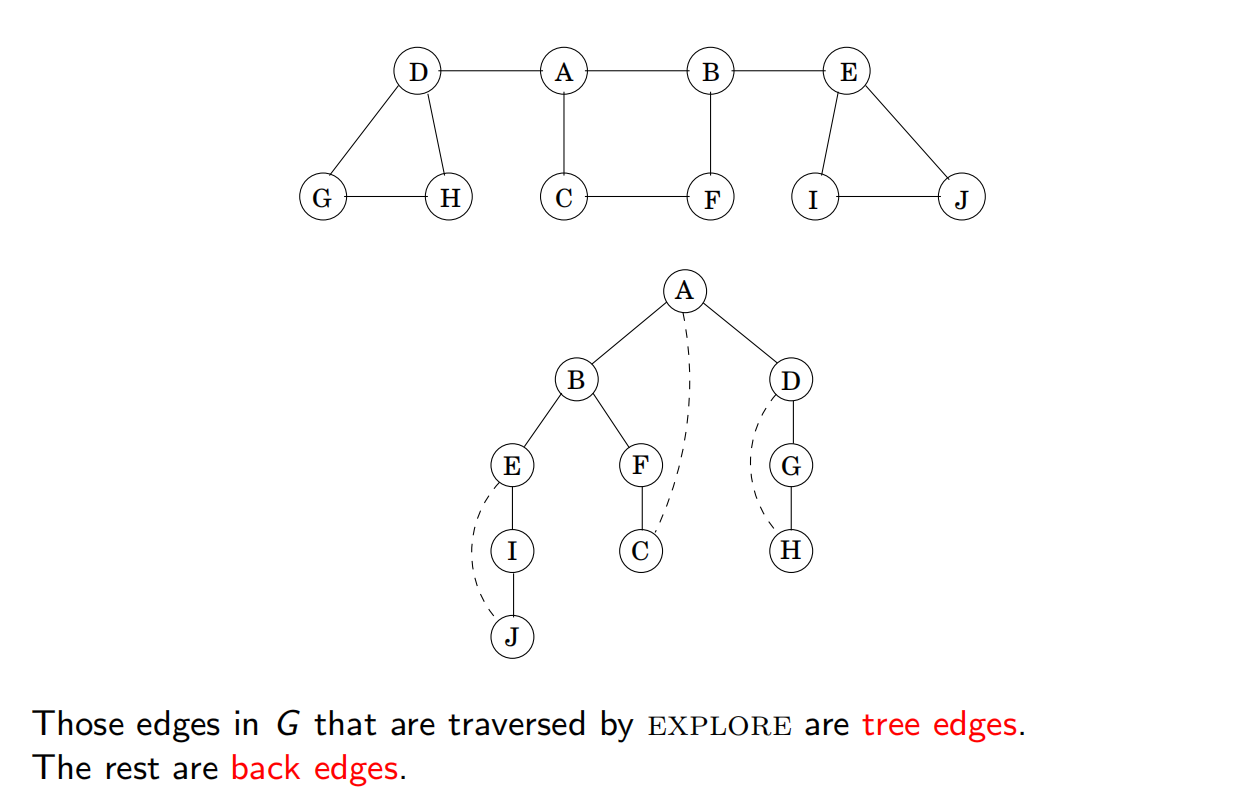 D A B E
G H C F I J
A
B D
E F G
I C H
J
Those edges in G that are traversed by EXPLORE are tree edges.
The rest are back edges.